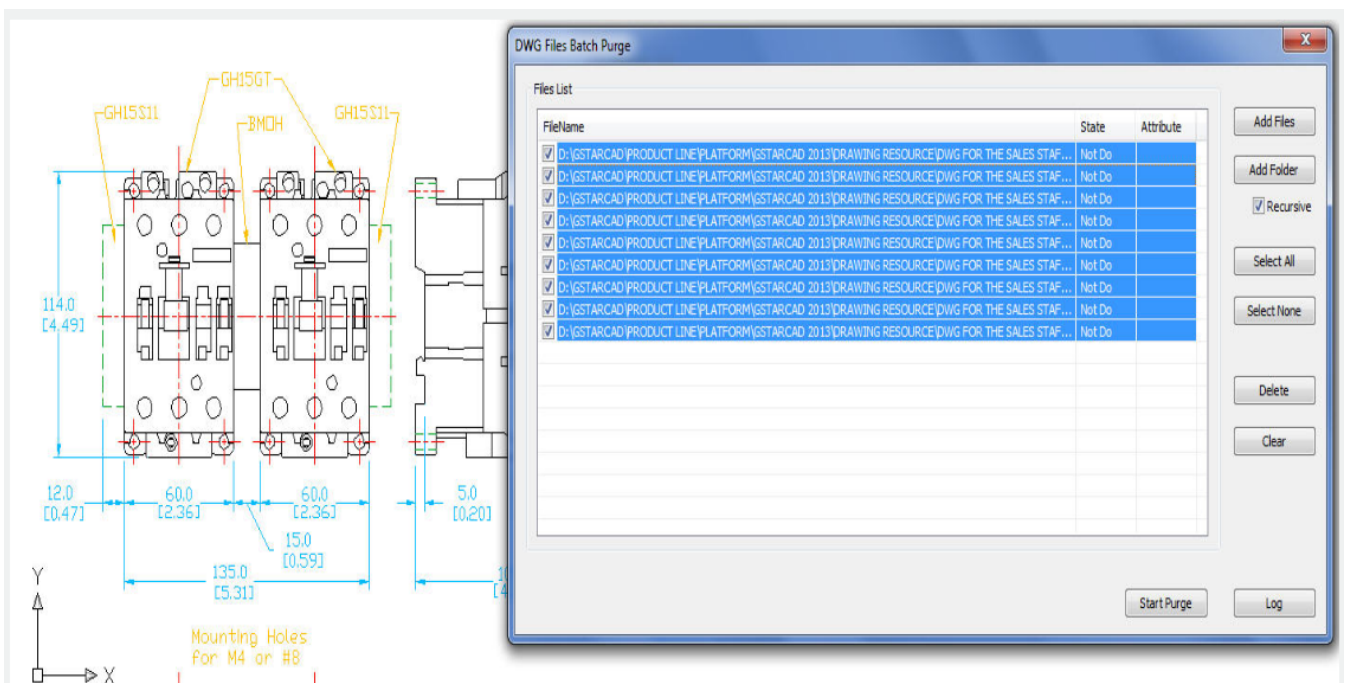 GH15GT
GH15S11
BMOH
GH15S11
114.0
[4.49]
12.0
[0.47]
60.0
[2.36]
60.0
[2.36]
5.0
[0.20]
15.0
[0.59]
135.0
[5.31]
Mounting Holes
for M4 or #8
Y
X
DWG Files Batch Purge
Files List
FileName State Attribute
D:\GSTARCAD\PRODUCT LINE\PLATFORM\GSTARCAD 2013\DRAWING RESOURCE\DWG FOR THE SALES STAF... Not Do
D:\GSTARCAD\PRODUCT LINE\PLATFORM\GSTARCAD 2013\DRAWING RESOURCE\DWG FOR THE SALES STAF... Not Do
D:\GSTARCAD\PRODUCT LINE\PLATFORM\GSTARCAD 2013\DRAWING RESOURCE\DWG FOR THE SALES STAF... Not Do
D:\GSTARCAD\PRODUCT LINE\PLATFORM\GSTARCAD 2013\DRAWING RESOURCE\DWG FOR THE SALES STAF... Not Do
D:\GSTARCAD\PRODUCT LINE\PLATFORM\GSTARCAD 2013\DRAWING RESOURCE\DWG FOR THE SALES STAF... Not Do
D:\GSTARCAD\PRODUCT LINE\PLATFORM\GSTARCAD 2013\DRAWING RESOURCE\DWG FOR THE SALES STAF... Not Do
D:\GSTARCAD\PRODUCT LINE\PLATFORM\GSTARCAD 2013\DRAWING RESOURCE\DWG FOR THE SALES STAF... Not Do
D:\GSTARCAD\PRODUCT LINE\PLATFORM\GSTARCAD 2013\DRAWING RESOURCE\DWG FOR THE SALES STAF... Not Do
D:\GSTARCAD\PRODUCT LINE\PLATFORM\GSTARCAD 2013\DRAWING RESOURCE\DWG FOR THE SALES STAF... Not Do
Add Files
Add Folder
Recursive
Select All
Select None
Delete
Clear
Start Purge
Log